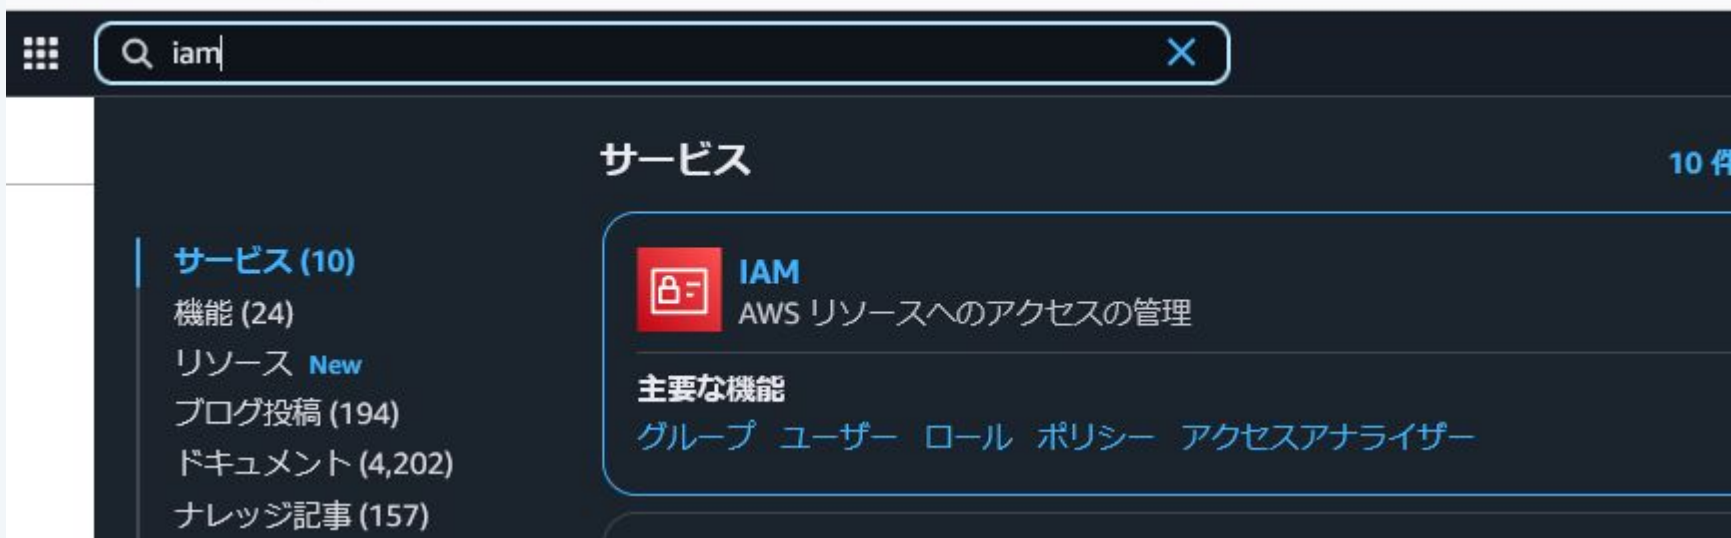 iam
サービス
10 件
サービス (10)
機能 (24)
リソース New
ブログ投稿 (194)
ドキュメント (4,202)
ナレッジ記事 (157)
IAM
AWS リソースへのアクセスの管理
主要な機能
グループ ユーザー ロール ポリシー アクセスアナライザー